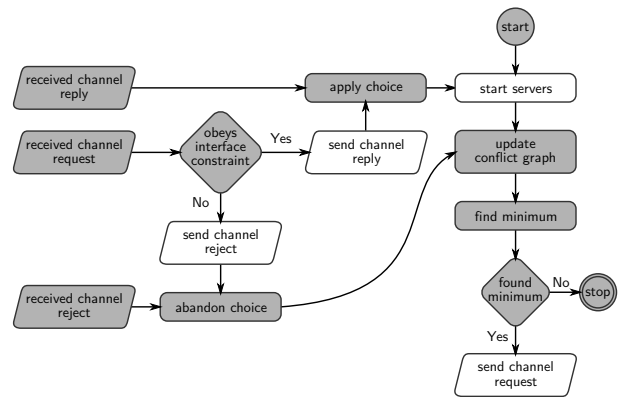 start
received channel
reply
apply choice
start servers
received channel
request
obeys
interface
constraint
Yes
send channel
reply
update
conflict graph
No
send channel
reject
find minimum
received channel
reject
abandon choice
found
minimum
No
stop
Yes
send channel
request